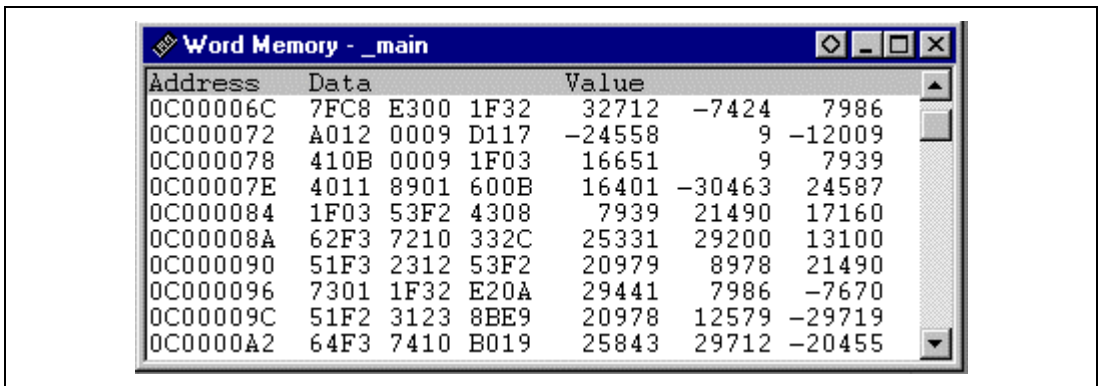 Word Memory - _main
Address Data Value
0C00006C 7FC8 E300 1F32 32712 -7424 7986
0C000072 A012 0009 D117 -24558 9 -12009
0C000078 410B 0009 1F03 16651 9 7939
0C00007E 4011 8901 600B 16401 -30463 24587
0C000084 1F03 53F2 4308 7939 21490 17160
0C00008A 62F3 7210 332C 25331 29200 13100
0C000090 51F3 2312 53F2 20979 8978 21490
0C000096 7301 1F32 E20A 29441 7986 -7670
0C00009C 51F2 3123 8BE9 20978 12579 -29719
0C0000A2 64F3 7410 B019 25843 29712 -20455